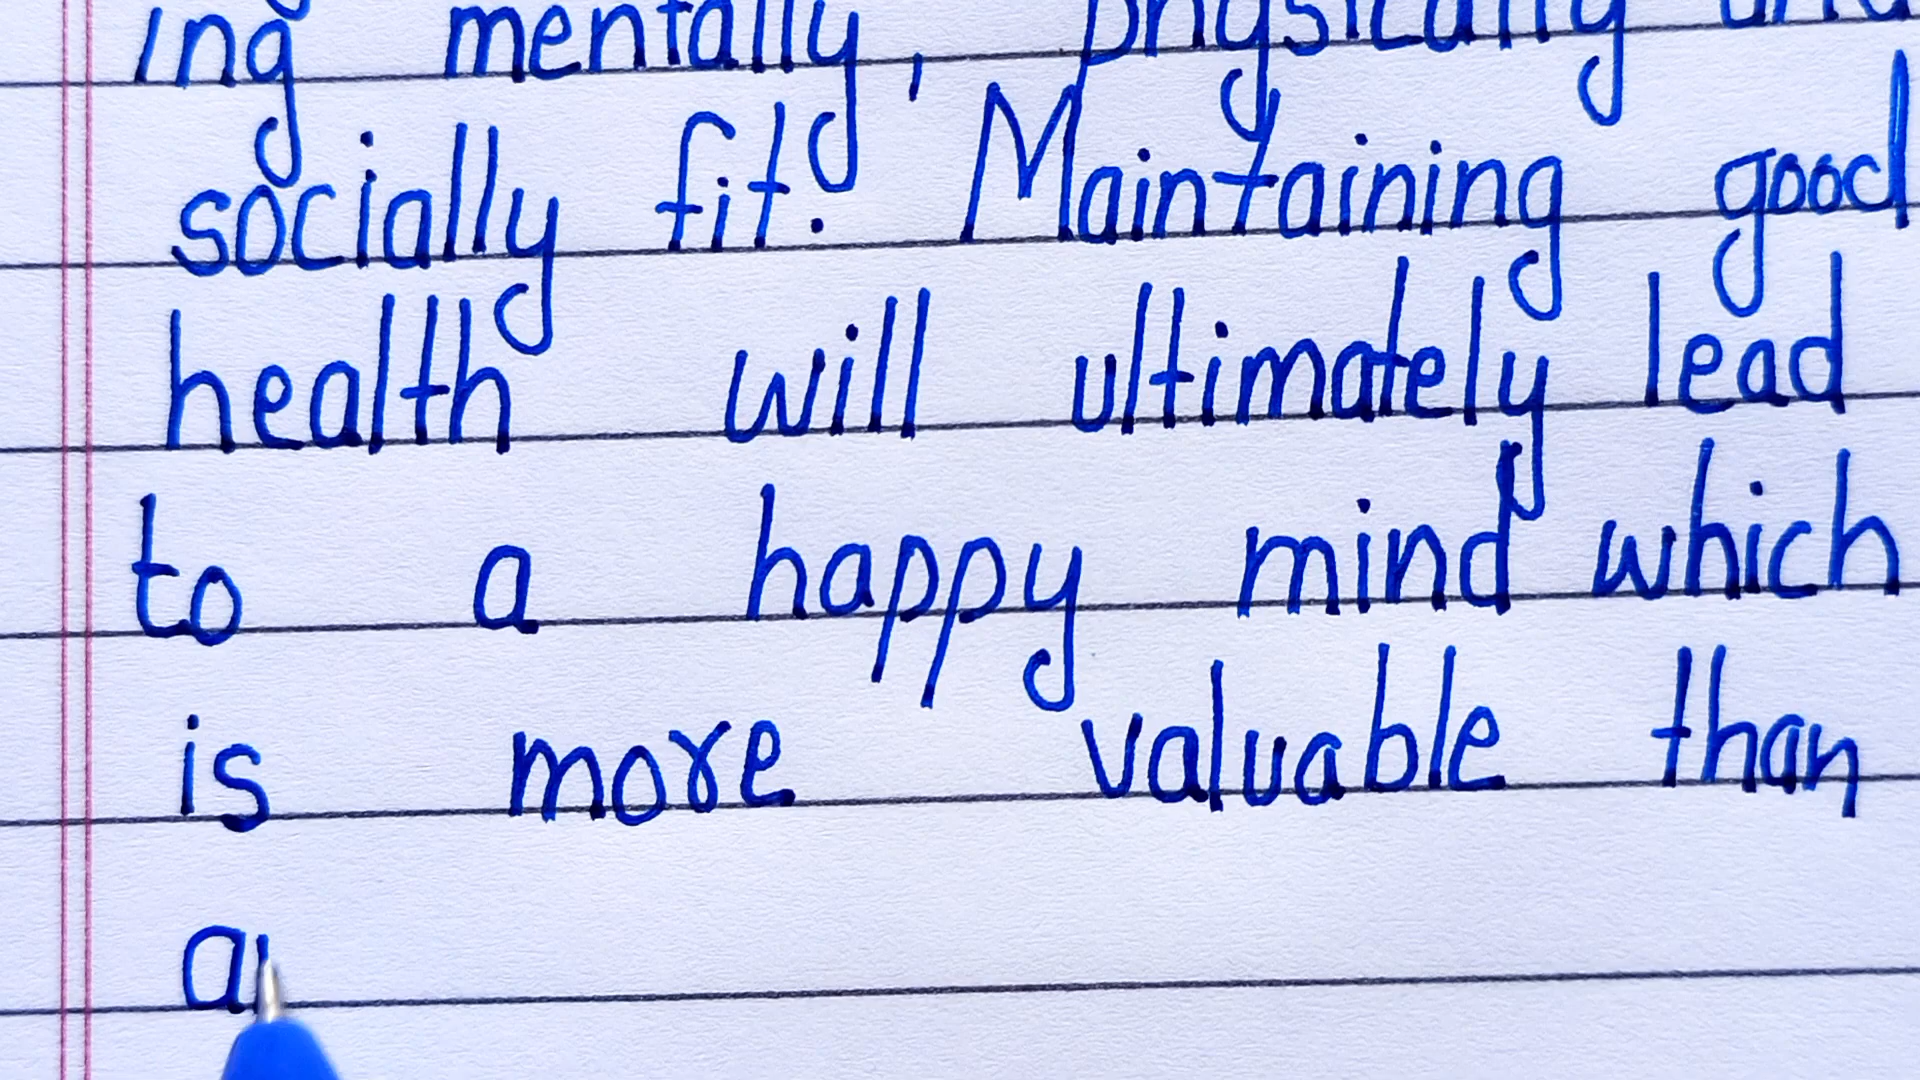 ing mentally, physically and
socially fit. Maintaining good
health will ultimately lead
to a happy mind which
is more valuable than
a